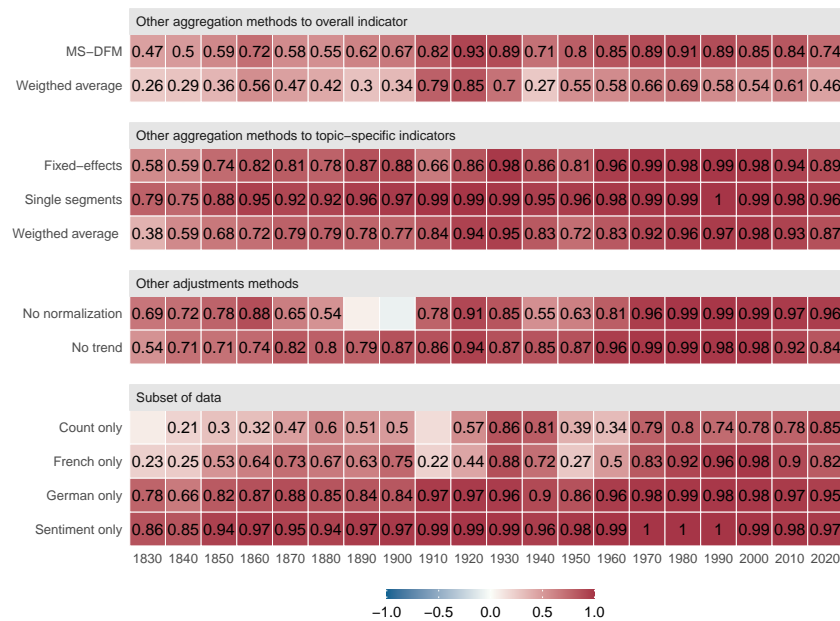 Other aggregation methods to overall indicator
MS−DFM 0.47 0.5 0.59 0.72 0.58 0.55 0.62 0.67 0.82 0.93 0.89 0.71 0.8 0.85 0.89 0.91 0.89 0.85 0.84 0.74
Weigthed average 0.26 0.29 0.36 0.56 0.47 0.42 0.3 0.34 0.79 0.85 0.7 0.27 0.55 0.58 0.66 0.69 0.58 0.54 0.61 0.46
Other aggregation methods to topic−specific indicators
Fixed−effects 0.58 0.59 0.74 0.82 0.81 0.78 0.87 0.88 0.66 0.86 0.98 0.86 0.81 0.96 0.99 0.98 0.99 0.98 0.94 0.89
Single segments 0.79 0.75 0.88 0.95 0.92 0.92 0.96 0.97 0.99 0.99 0.99 0.95 0.96 0.98 0.99 0.99 1 0.99 0.98 0.96
Weigthed average 0.38 0.59 0.68 0.72 0.79 0.79 0.78 0.77 0.84 0.94 0.95 0.83 0.72 0.83 0.92 0.96 0.97 0.98 0.93 0.87
Other adjustments methods
No normalization 0.69 0.72 0.78 0.88 0.65 0.54 0.78 0.91 0.85 0.55 0.63 0.81 0.96 0.99 0.99 0.99 0.97 0.96
No trend 0.54 0.71 0.71 0.74 0.82 0.8 0.79 0.87 0.86 0.94 0.87 0.85 0.87 0.96 0.99 0.99 0.98 0.98 0.92 0.84
Subset of data
Count only 0.21 0.3 0.32 0.47 0.6 0.51 0.5 0.57 0.86 0.81 0.39 0.34 0.79 0.8 0.74 0.78 0.78 0.85
French only 0.23 0.25 0.53 0.64 0.73 0.67 0.63 0.75 0.22 0.44 0.88 0.72 0.27 0.5 0.83 0.92 0.96 0.98 0.9 0.82
German only 0.78 0.66 0.82 0.87 0.88 0.85 0.84 0.84 0.97 0.97 0.96 0.9 0.86 0.96 0.98 0.99 0.98 0.98 0.97 0.95
Sentiment only 0.86 0.85 0.94 0.97 0.95 0.94 0.97 0.97 0.99 0.99 0.99 0.96 0.98 0.99 1 1 1 0.99 0.98 0.97
1830 1840 1850 1860 1870 1880 1890 1900 1910 1920 1930 1940 1950 1960 1970 1980 1990 2000 2010 2020
−1.0 −0.5 0.0 0.5 1.0